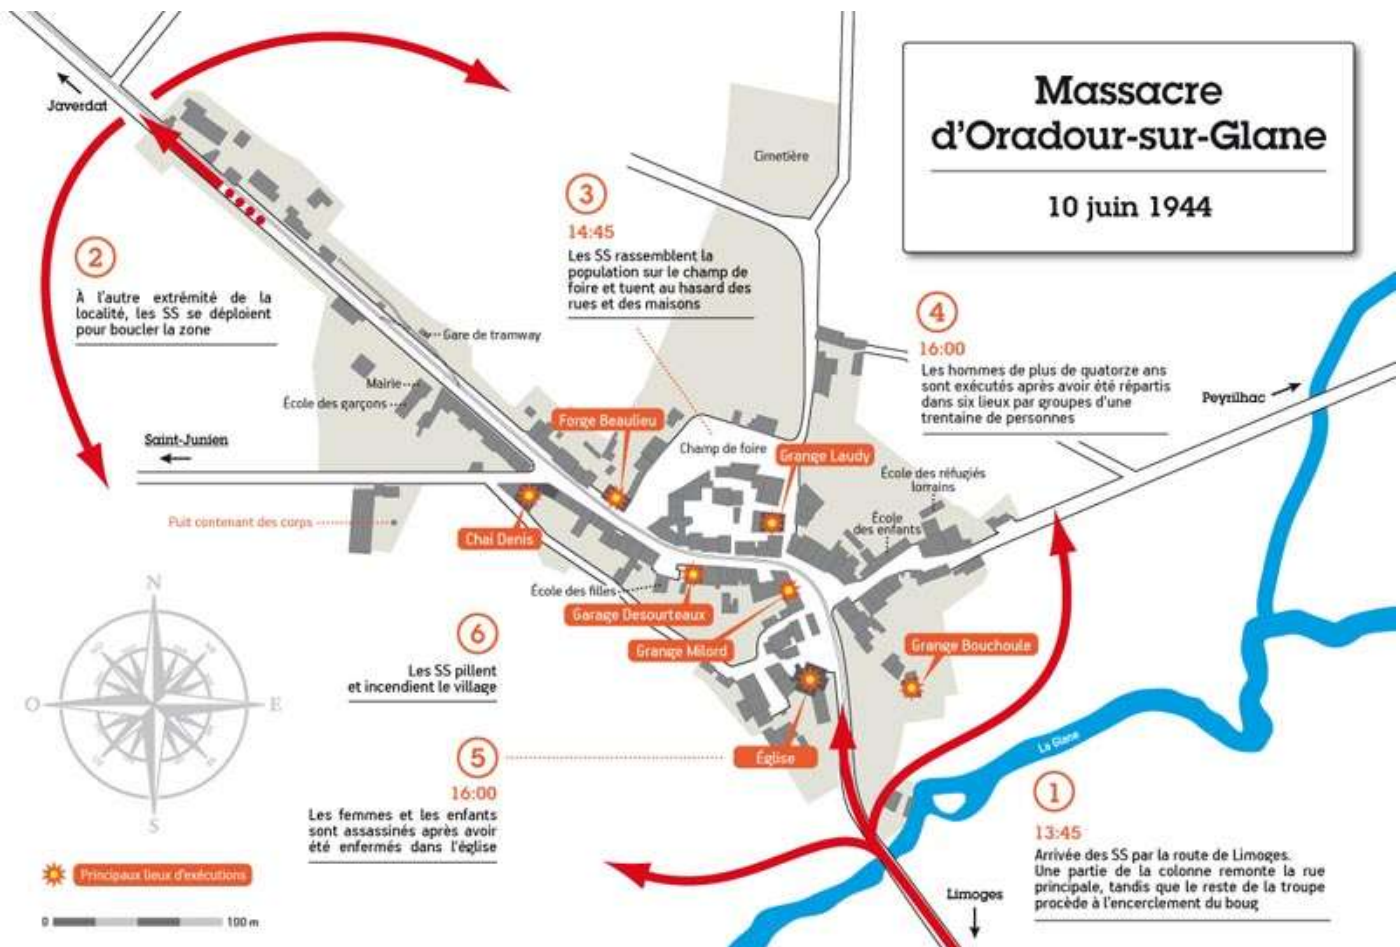 Massacre
d'Oradour-sur-Glane
10 juin 1944
Javerdat
Cimetière
3
14:45
Les SS rassemblent la
population sur le champ de
foire et tuent au hasard des
rues et des maisons
2
À l'autre extrémité de la
localité, les SS se déploient
pour boucler la zone
4
16:00
Les hommes de plus de quatorze ans
sont exécutés après avoir été répartis
dans six lieux par groupes d'une
trentaine de personnes
Gare de tramway
Mairie
École des garçons
Peyrilhac
Forge Beaulieu
Saint-Junien
Champ de foire
Grange Laudy
École des réfugiés
lorrains
École
des enfants
Puit contenant des corps
Chai Denis
École des filles
Garage Desourteaux
Grange Milord
Grange Bouchoule
N
O
E
S
6
Les SS pillent
et incendient le village
5
16:00
Les femmes et les enfants
sont assassinés après avoir
été enfermés dans l'église
Église
La Glane
1
13:45
Arrivée des SS par la route de Limoges.
Une partie de la colonne remonte la rue
principale, tandis que le reste de la troupe
procède à l'encerclement du boug
Limoges
Principaux lieux d'exécutions
0 100 m